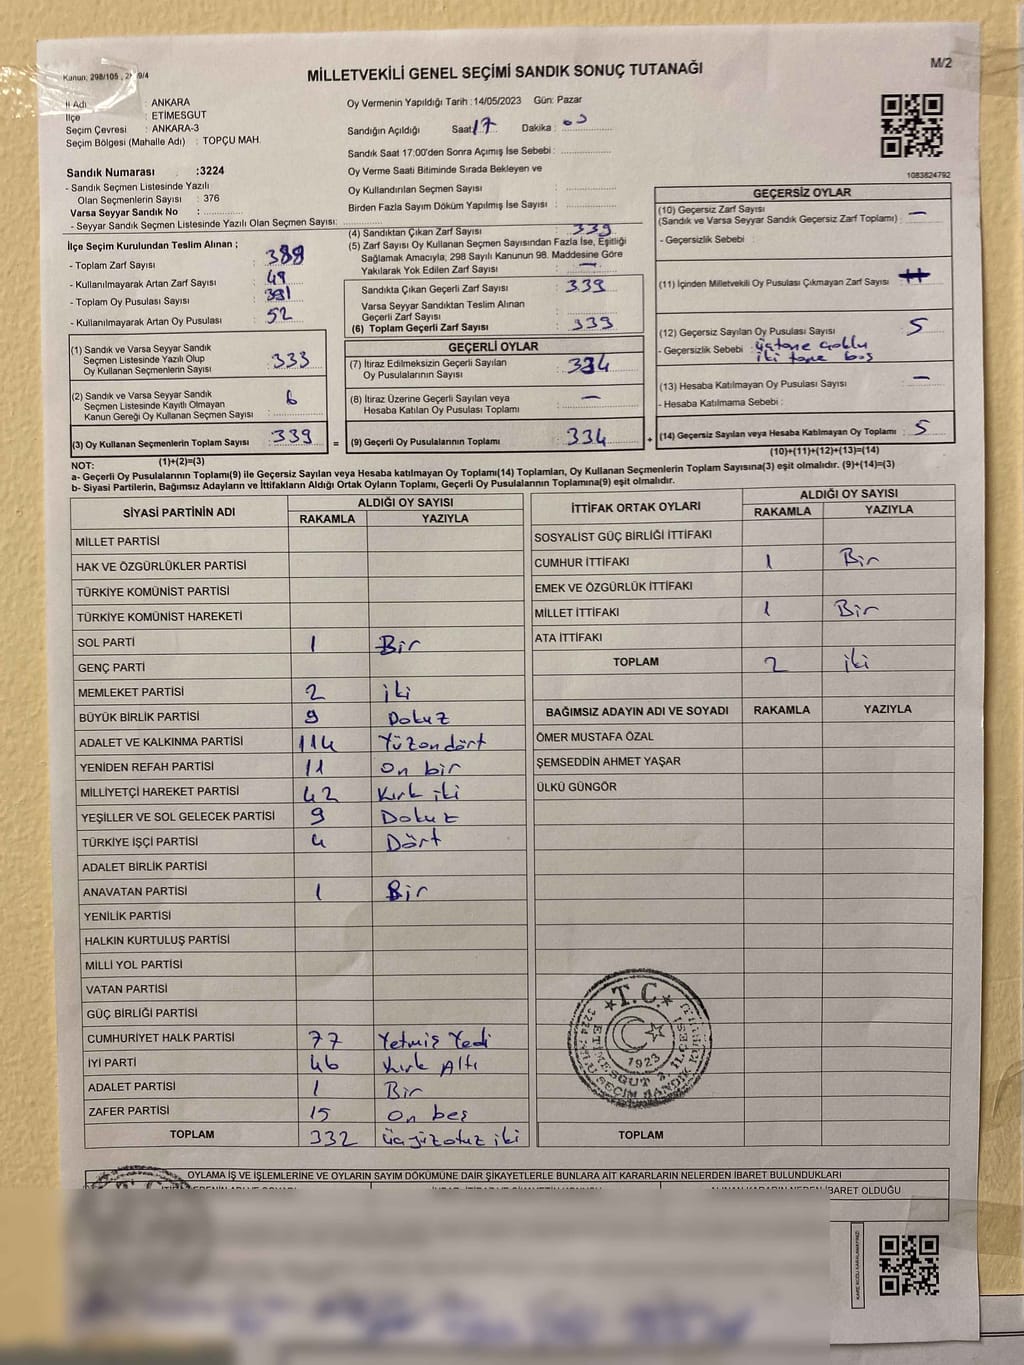 Kanun, 298/105
MİLLETVEKİLİ GENEL SEÇİMİ SANDIK SONUÇ TUTANAĞI
M/2
İl Adı : ANKARA
İlçe : ETİMESGUT
Seçim Çevresi : ANKARA-3
Seçim Bölgesi (Mahalle Adı) : TOPÇU MAH.
Oy Vermenin Yapıldığı Tarih :14/05/2023 Gün: Pazar
Sandığın Açıldığı Saat 17 Dakika : 00
Sandık Saat 17:00'den Sonra Açımış İse Sebebi :
Oy Verme Saati Bitiminde Sırada Bekleyen ve
Oy Kullandırılan Seçmen Sayısı :
Birden Fazla Sayım Döküm Yapılmış İse Sayısı :
1083824792
Sandık Numarası :3224
- Sandık Seçmen Listesinde Yazılı
Olan Seçmenlerin Sayısı : 376
Varsa Seyyar Sandık No :
- Seyyar Sandık Seçmen Listesinde Yazılı Olan Seçmen Sayısı:
İlçe Seçim Kurulundan Teslim Alınan ;
- Toplam Zarf Sayısı : 388
- Kullanılmayarak Artan Zarf Sayısı : 49
- Toplam Oy Pusulası Sayısı : 391
- Kullanılmayarak Artan Oy Pusulası : 52
(1) Sandık ve Varsa Seyyar Sandık
Seçmen Listesinde Yazılı Olup
Oy Kullanan Seçmenlerin Sayısı : 333
(2) Sandık ve Varsa Seyyar Sandık
Seçmen Listesinde Kayıtlı Olmayan
Kanun Gereği Oy Kullanan Seçmen Sayısı : 6
(3) Oy Kullanan Seçmenlerin Toplam Sayısı : 339
(1)+(2)=(3)
(4) Sandıktan Çıkan Zarf Sayısı : 339
(5) Zarf Sayısı Oy Kullanan Seçmen Sayısından Fazla İse, Eşitliği
Sağlamak Amacıyla, 298 Sayılı Kanunun 98. Maddesine Göre
Yakılarak Yok Edilen Zarf Sayısı : —
Sandıkta Çıkan Geçerli Zarf Sayısı : 339
Varsa Seyyar Sandıktan Teslim Alınan
Geçerli Zarf Sayısı :
(6) Toplam Geçerli Zarf Sayısı : 339
GEÇERLİ OYLAR
(7) İtiraz Edilmeksizin Geçerli Sayılan
Oy Pusulalarının Sayısı : 334
(8) İtiraz Üzerine Geçerli Sayılan veya
Hesaba Katılan Oy Pusulası Toplamı : —
= (9) Geçerli Oy Pusulalarının Toplamı : 334
GEÇERSİZ OYLAR
(10) Geçersiz Zarf Sayısı
(Sandık ve Varsa Seyyar Sandık Geçersiz Zarf Toplamı) : —
- Geçersizlik Sebebi :
(11) İçinden Milletvekili Oy Pusulası Çıkmayan Zarf Sayısı :
(12) Geçersiz Sayılan Oy Pusulası Sayısı : 5
- Geçersizlik Sebebi : üç tane çoklu
iki tane boş
(13) Hesaba Katılmayan Oy Pusulası Sayısı : —
- Hesaba Katılmama Sebebi :
+ (14) Geçersiz Sayılan veya Hesaba Katılmayan Oy Toplamı : 5
(10)+(11)+(12)+(13)=(14)
NOT:
a- Geçerli Oy Pusulalarının Toplamı(9) ile Geçersiz Sayılan veya Hesaba katılmayan Oy Toplamı(14) Toplamları, Oy Kullanan Seçmenlerin Toplam Sayısına(3) eşit olmalıdır. (9)+(14)=(3)
b- Siyasi Partilerin, Bağımsız Adayların ve İttifakların Aldığı Ortak Oyların Toplamı, Geçerli Oy Pusulalarının Toplamına(9) eşit olmalıdır.
SİYASİ PARTİNİN ADI ALDIĞI OY SAYISI
RAKAMLA YAZIYLA
MİLLET PARTİSİ
HAK VE ÖZGÜRLÜKLER PARTİSİ
TÜRKİYE KOMÜNİST PARTİSİ
TÜRKİYE KOMÜNİST HAREKETİ
SOL PARTİ 1 Bir
GENÇ PARTİ
MEMLEKET PARTİSİ 2 iki
BÜYÜK BİRLİK PARTİSİ 9 Dokuz
ADALET VE KALKINMA PARTİSİ 114 Yüzondört
YENİDEN REFAH PARTİSİ 11 On bir
MİLLİYETÇİ HAREKET PARTİSİ 42 Kırk iki
YEŞİLLER VE SOL GELECEK PARTİSİ 9 Dokuz
TÜRKİYE İŞÇİ PARTİSİ 4 Dört
ADALET BİRLİK PARTİSİ
ANAVATAN PARTİSİ 1 Bir
YENİLİK PARTİSİ
HALKIN KURTULUŞ PARTİSİ
MİLLİ YOL PARTİSİ
VATAN PARTİSİ
GÜÇ BİRLİĞİ PARTİSİ
CUMHURİYET HALK PARTİSİ 77 Yetmiş Yedi
İYİ PARTİ 46 Kırk Altı
ADALET PARTİSİ 1 Bir
ZAFER PARTİSİ 15 On beş
TOPLAM 332 üçyüzotuz iki
İTTİFAK ORTAK OYLARI ALDIĞI OY SAYISI
RAKAMLA YAZIYLA
SOSYALİST GÜÇ BİRLİĞİ İTTİFAKI
CUMHUR İTTİFAKI 1 Bir
EMEK VE ÖZGÜRLÜK İTTİFAKI
MİLLET İTTİFAKI 1 Bir
ATA İTTİFAKI
TOPLAM 2 iki
BAĞIMSIZ ADAYIN ADI VE SOYADI RAKAMLA YAZIYLA
ÖMER MUSTAFA ÖZAL
ŞEMSEDDİN AHMET YAŞAR
ÜLKÜ GÜNGÖR
T.C.
1923
TOPLAM
OYLAMA İŞ VE İŞLEMLERİNE VE OYLARIN SAYIM DÖKÜMÜNE DAİR ŞİKAYETLERLE BUNLARA AİT KARARLARIN NELERDEN İBARET BULUNDUKLARI
İBARET OLDUĞU